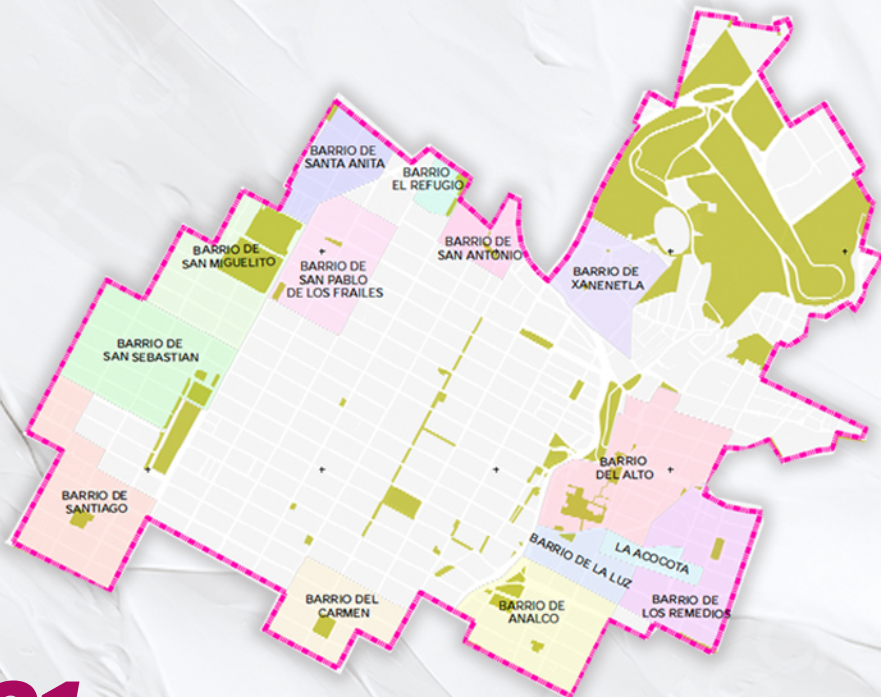 BARRIO DE
SANTA ANITA
BARRIO
EL REFUGIO
BARRIO DE
SAN MIGUELITO
BARRIO DE
SAN ANTONIO
BARRIO DE
SAN PABLO
DE LOS FRAILES
BARRIO DE
XANENETLA
BARRIO DE
SAN SEBASTIAN
BARRIO
DEL ALTO
BARRIO DE
SANTIAGO
BARRIO DE LA LUZ
LA ACOCOTA
BARRIO DEL
CARMEN
BARRIO DE
ANALCO
BARRIO DE
LOS REMEDIOS